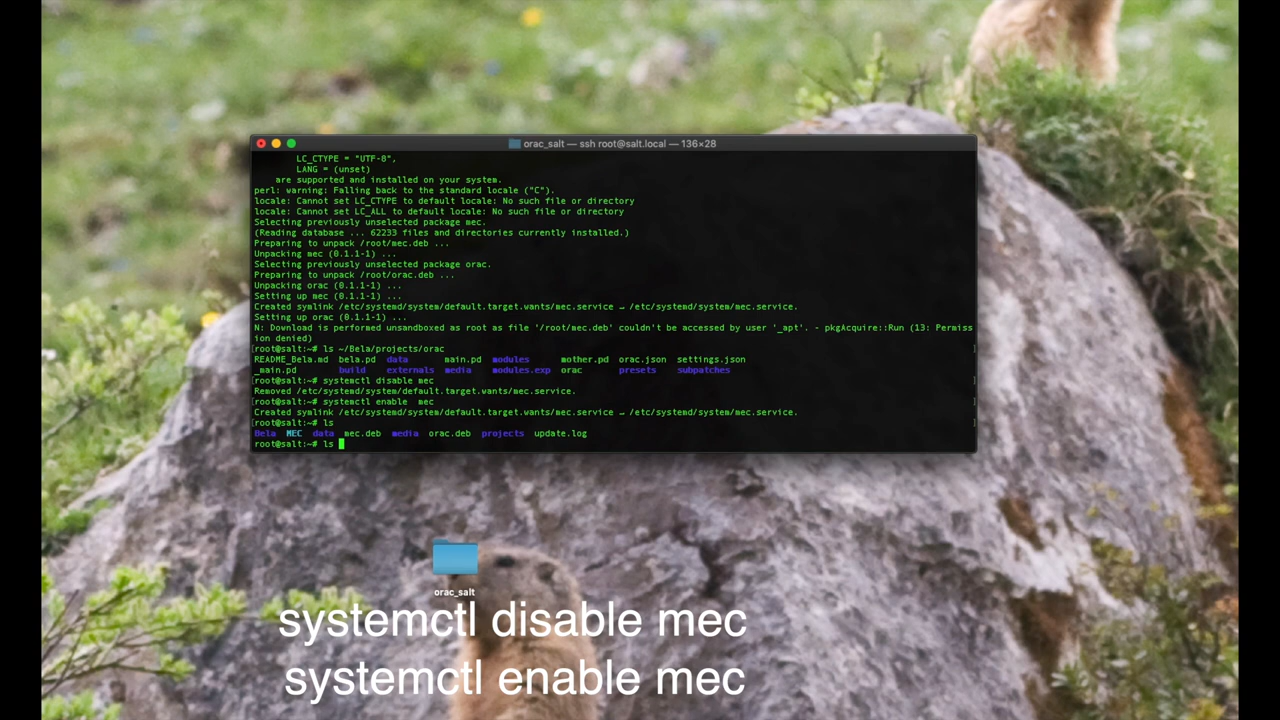 orac_salt — ssh root@salt.local — 136×28
LC_CTYPE = "UTF-8",
LANG = (unset)
are supported and installed on your system.
perl: warning: Falling back to the standard locale ("C").
locale: Cannot set LC_CTYPE to default locale: No such file or directory
locale: Cannot set LC_ALL to default locale: No such file or directory
Selecting previously unselected package mec.
(Reading database ... 62233 files and directories currently installed.)
Preparing to unpack /root/mec.deb ...
Unpacking mec (0.1.1-1) ...
Selecting previously unselected package orac.
Preparing to unpack /root/orac.deb ...
Unpacking orac (0.1.1-1) ...
Setting up mec (0.1.1-1) ...
Created symlink /etc/systemd/system/default.target.wants/mec.service → /etc/systemd/system/mec.service.
Setting up orac (0.1.1-1) ...
N: Download is performed unsandboxed as root as file '/root/mec.deb' couldn't be accessed by user '_apt'. - pkgAcquire::Run (13: Permiss
ion denied)
[root@salt:~# ls ~/Bela/projects/orac ]
README_Bela.md bela.pd data main.pd modules mother.pd orac.json settings.json
_main.pd build externals media modules.exp orac presets subpatches
[root@salt:~# systemctl disable mec ]
Removed /etc/systemd/system/default.target.wants/mec.service.
[root@salt:~# systemctl enable  mec ]
Created symlink /etc/systemd/system/default.target.wants/mec.service → /etc/systemd/system/mec.service.
[root@salt:~# ls ]
Bela MEC data mec.deb media orac.deb projects update.log
root@salt:~# ls
orac_salt
systemctl disable mec
systemctl enable mec